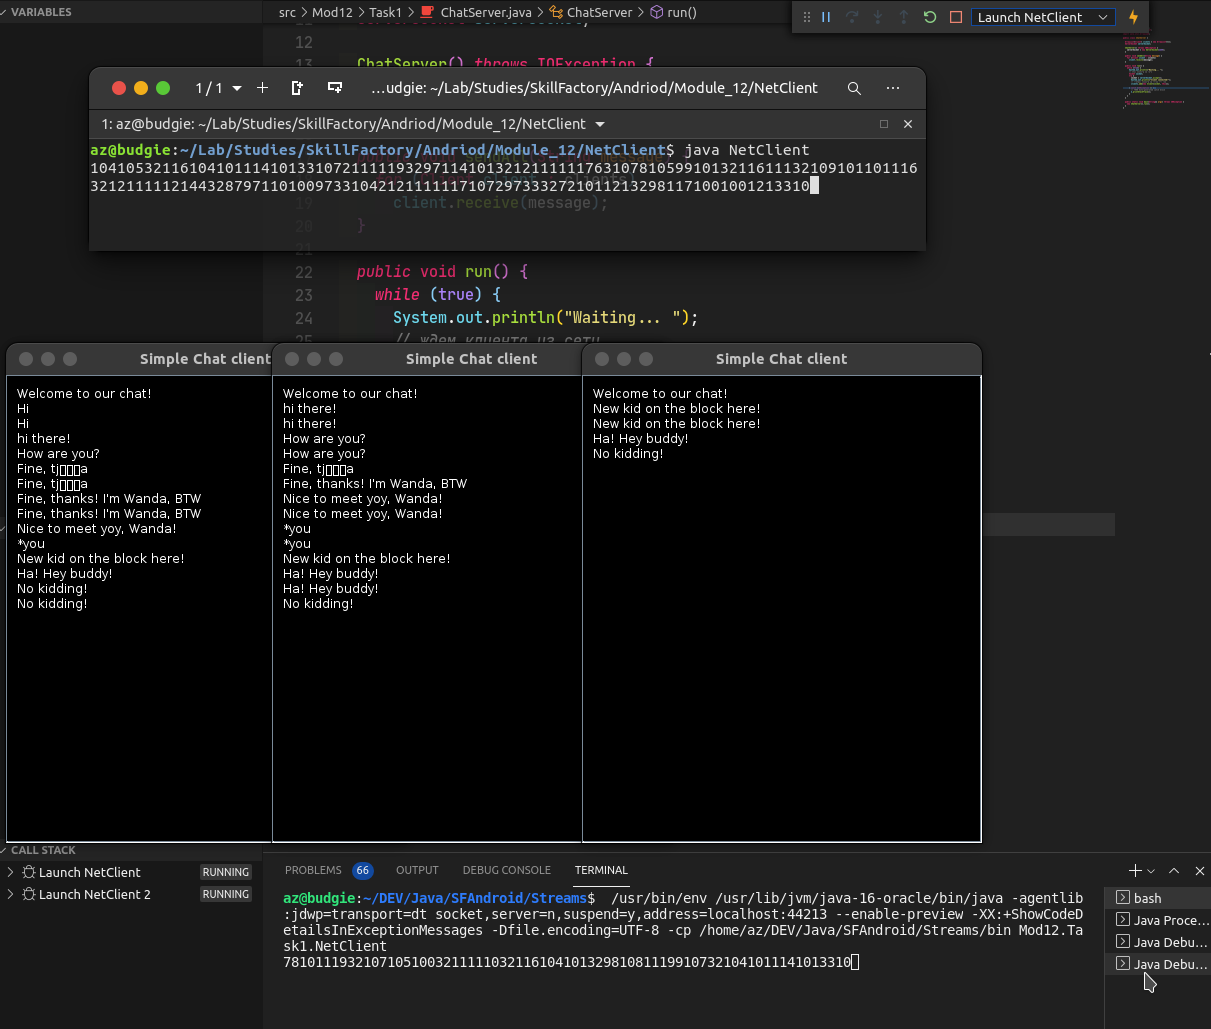 VARIABLES
src > Mod12 > Task1 > ChatServer.java > ChatServer > run()
Launch NetClient
12
13 ChatServer() throws IOException {
1 / 1
...udgie: ~/Lab/Studies/SkillFactory/Andriod/Module_12/NetClient
1: az@budgie: ~/Lab/Studies/SkillFactory/Andriod/Module_12/NetClient
az@budgie:~/Lab/Studies/SkillFactory/Andriod/Module_12/NetClient$ java NetClient
19 client.receive(message);
20 }
21
22 public void run() {
23 while (true) {
24 System.out.println("Waiting... ");
25 // ждем клиента из сети
Simple Chat client
Welcome to our chat!
Hi
Hi
hi there!
How are you?
Fine, tj▯▯▯a
Fine, tj▯▯▯a
Fine, thanks! I'm Wanda, BTW
Fine, thanks! I'm Wanda, BTW
Nice to meet yoy, Wanda!
*you
New kid on the block here!
Ha! Hey buddy!
No kidding!
No kidding!
Simple Chat client
Welcome to our chat!
hi there!
hi there!
How are you?
How are you?
Fine, tj▯▯▯a
Fine, thanks! I'm Wanda, BTW
Nice to meet yoy, Wanda!
Nice to meet yoy, Wanda!
*you
*you
New kid on the block here!
Ha! Hey buddy!
Ha! Hey buddy!
No kidding!
Simple Chat client
Welcome to our chat!
New kid on the block here!
New kid on the block here!
Ha! Hey buddy!
No kidding!
CALL STACK
Launch NetClient RUNNING
Launch NetClient 2 RUNNING
PROBLEMS 66 OUTPUT DEBUG CONSOLE TERMINAL
az@budgie:~/DEV/Java/SFAndroid/Streams$ /usr/bin/env /usr/lib/jvm/java-16-oracle/bin/java -agentlib
:jdwp=transport=dt socket,server=n,suspend=y,address=localhost:44213 --enable-preview -XX:+ShowCodeD
etailsInExceptionMessages -Dfile.encoding=UTF-8 -cp /home/az/DEV/Java/SFAndroid/Streams/bin Mod12.Ta
sk1.NetClient
7810111932107105100321111103211610410132981081119910732104101114101331​0
bash
Java Proce...
Java Debu...
Java Debu...